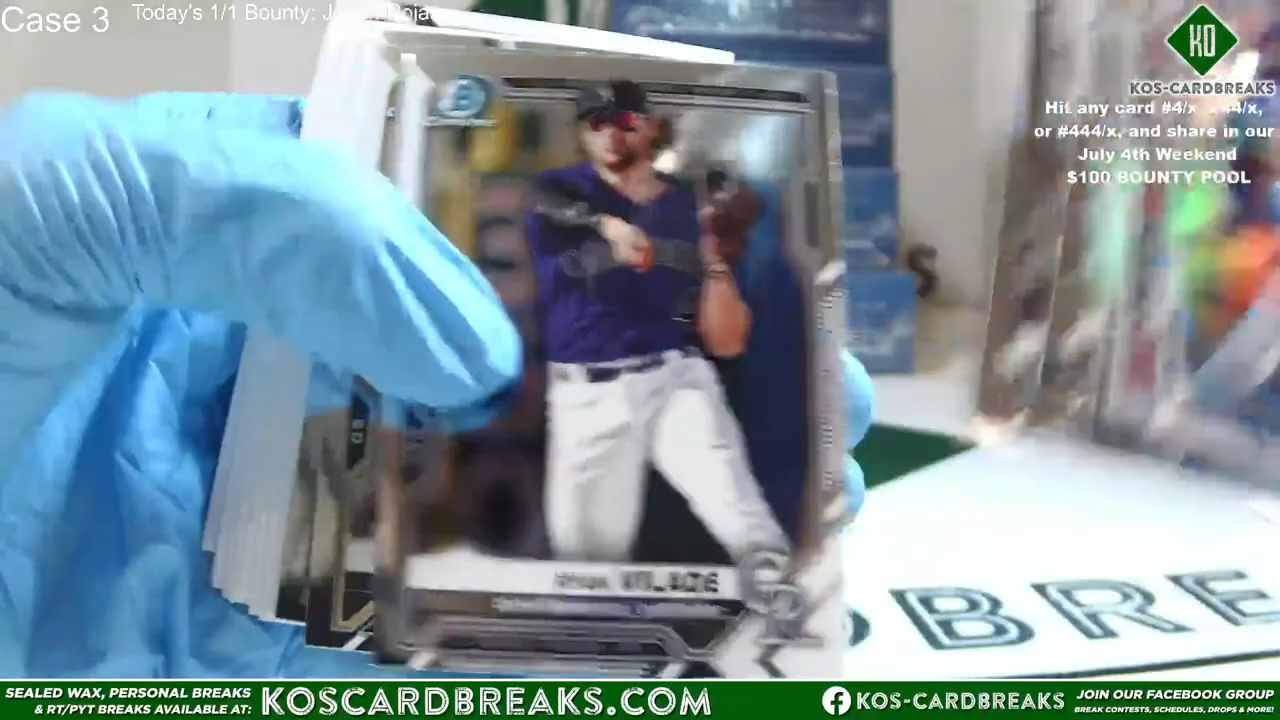 Case 3
Today's 1/1 Bounty:
KO
KOS-CARDBREAKS
Hit any card #4/x,
or #444/x, and share in our
July 4th Weekend
$100 BOUNTY POOL
B
WILADE
BRE
SEALED WAX, PERSONAL BREAKS
& RT/PYT BREAKS AVAILABLE AT:
KOSCARDBREAKS.COM
KOS-CARDBREAKS
JOIN OUR FACEBOOK GROUP
BREAK CONTESTS, SCHEDULES, DROPS & MORE!